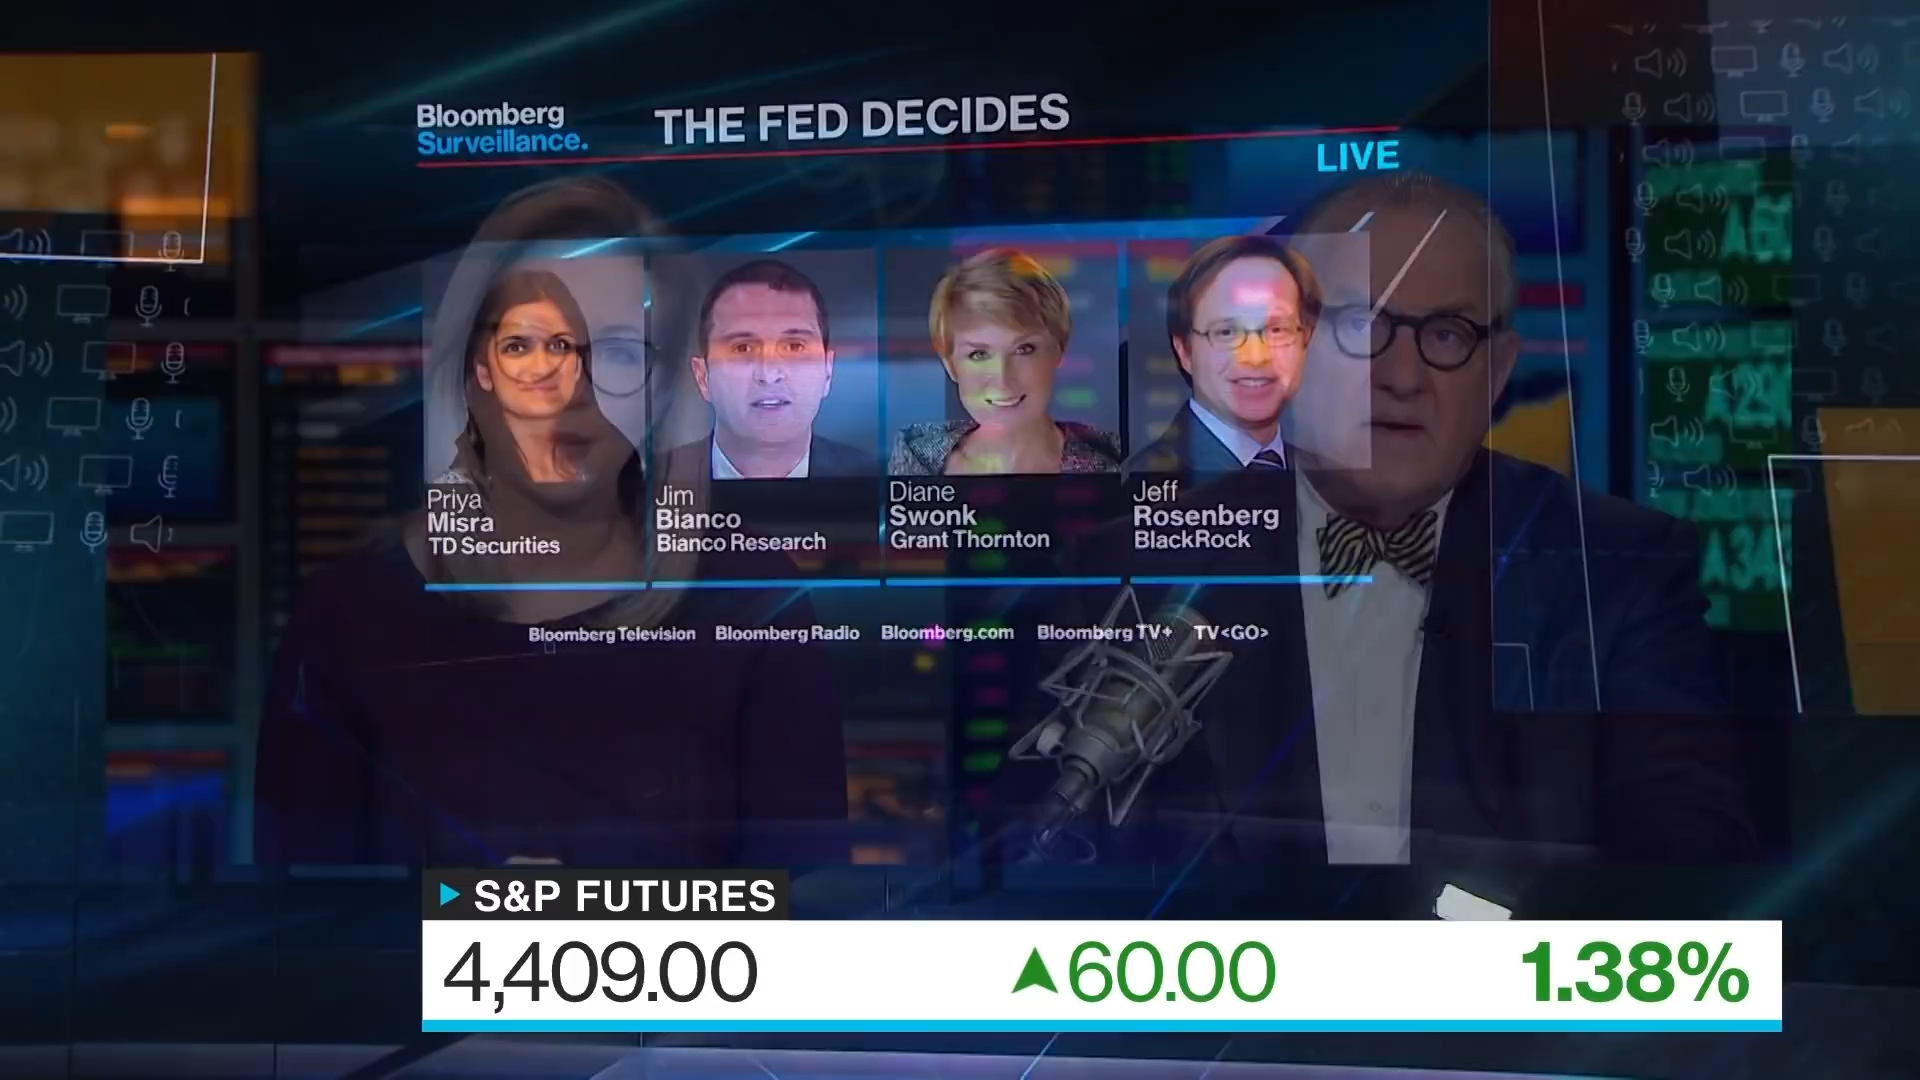 Bloomberg
Surveillance.
THE FED DECIDES
LIVE
Priya
Misra
TD Securities
Jim
Bianco
Bianco Research
Diane
Swonk
Grant Thornton
Jeff
Rosenberg
BlackRock
Bloomberg Television Bloomberg Radio Bloomberg.com Bloomberg TV+ TV<GO>
S&P FUTURES
4,409.00 ▲60.00 1.38%